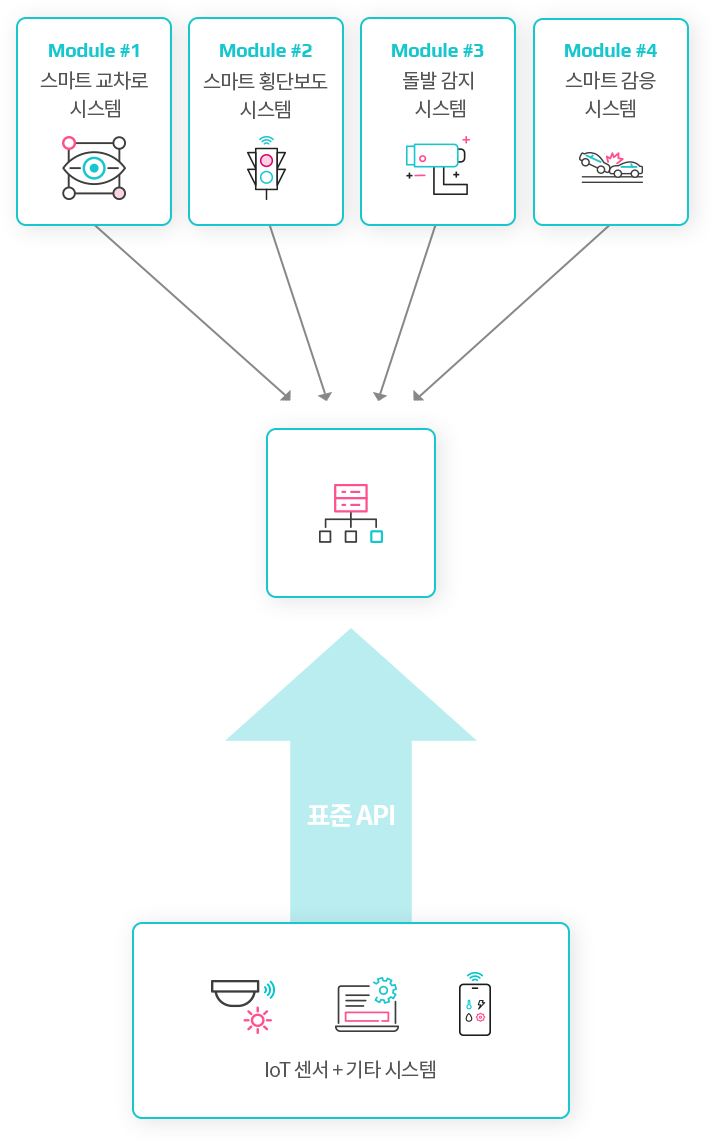 Module #1
스마트 교차로
시스템
Module #2
스마트 횡단보도
시스템
Module #3
돌발 감지
시스템
Module #4
스마트 감응
시스템
표준 API
IoT 센서 + 기타 시스템